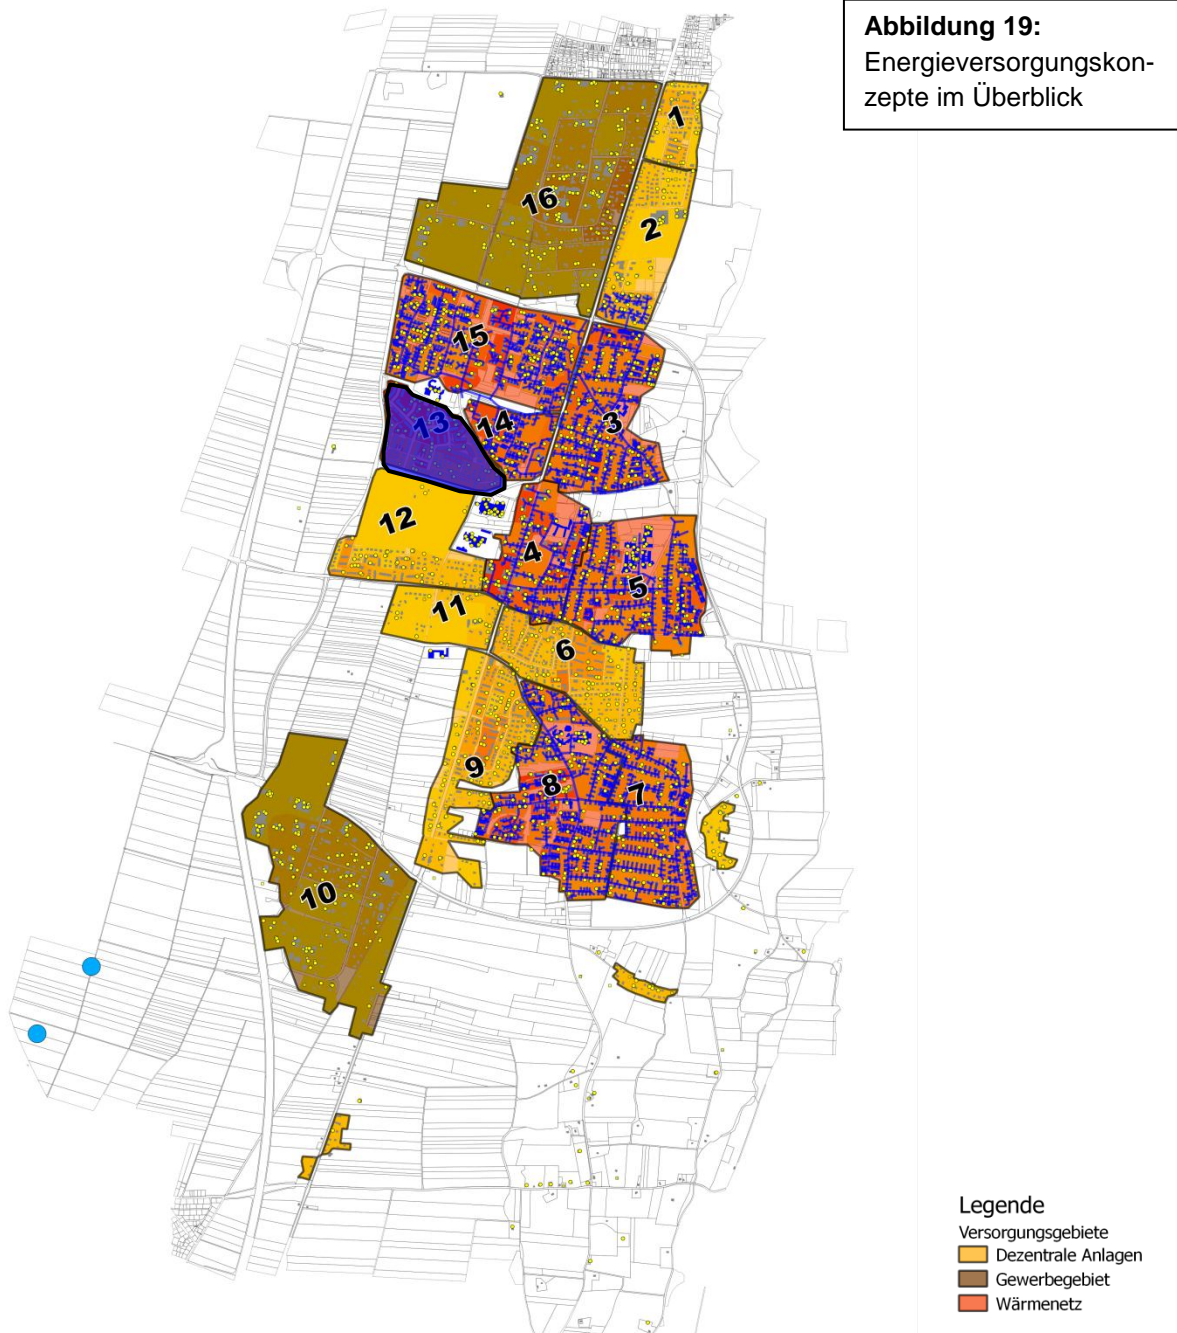 Abbildung 19:
Energieversorgungskon-
zepte im Überblick
1
2
16
15
3
14
13
12
4
5
11
6
9
8
7
10
Legende
Versorgungsgebiete
Dezentrale Anlagen
Gewerbegebiet
Wärmenetz